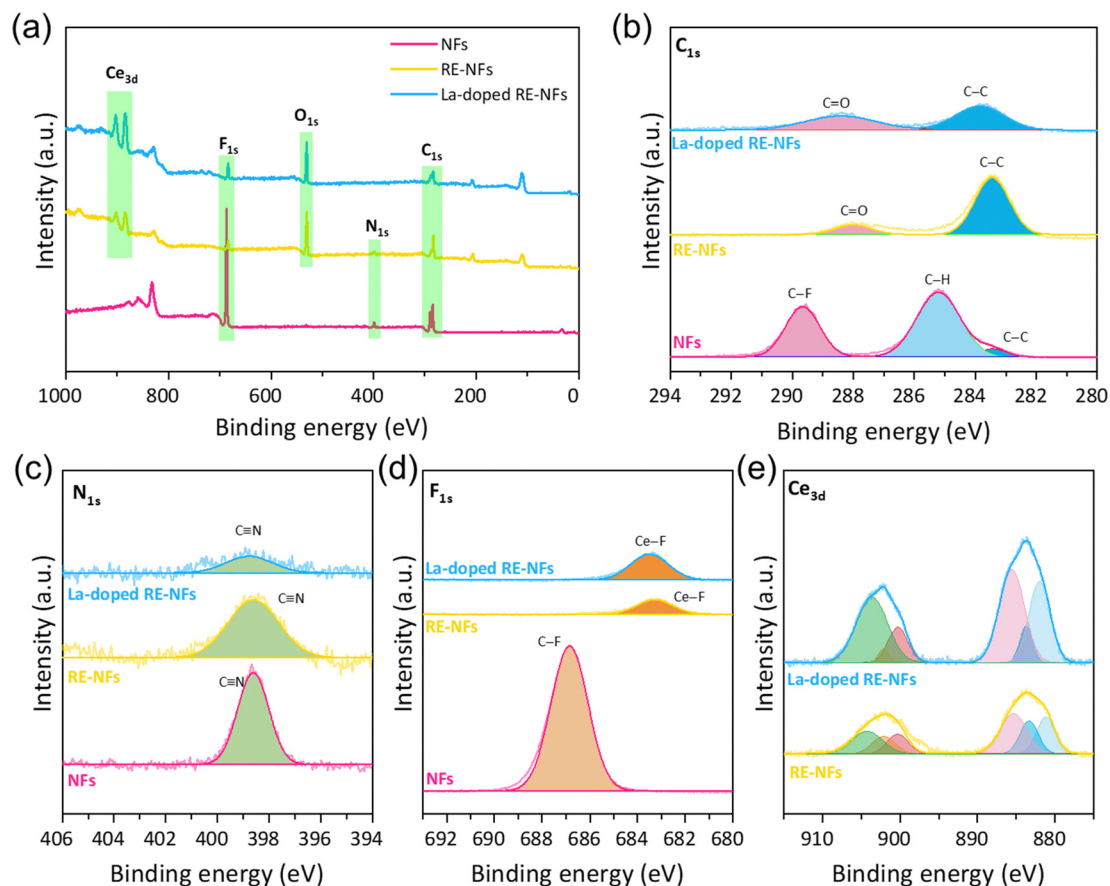 (a)
NFs
RE-NFs
La-doped RE-NFs
Ce3d
F1s
O1s
N1s
C1s
Intensity (a.u.)
1000 800 600 400 200 0
Binding energy (eV)
(b)
C1s
C=O
C–C
La-doped RE-NFs
C–C
C=O
RE-NFs
C–F
C–H
C–C
NFs
Intensity (a.u.)
294 292 290 288 286 284 282 280
Binding energy (eV)
(c)
N1s
C≡N
La-doped RE-NFs
C≡N
RE-NFs
C≡N
NFs
Intensity (a.u.)
406 404 402 400 398 396 394
Binding energy (eV)
(d)
F1s
Ce–F
La-doped RE-NFs
Ce–F
RE-NFs
C–F
NFs
Intensity (a.u.)
692 690 688 686 684 682 680
Binding energy (eV)
(e)
Ce3d
La-doped RE-NFs
RE-NFs
Intensity (a.u.)
910 900 890 880
Binding energy (eV)